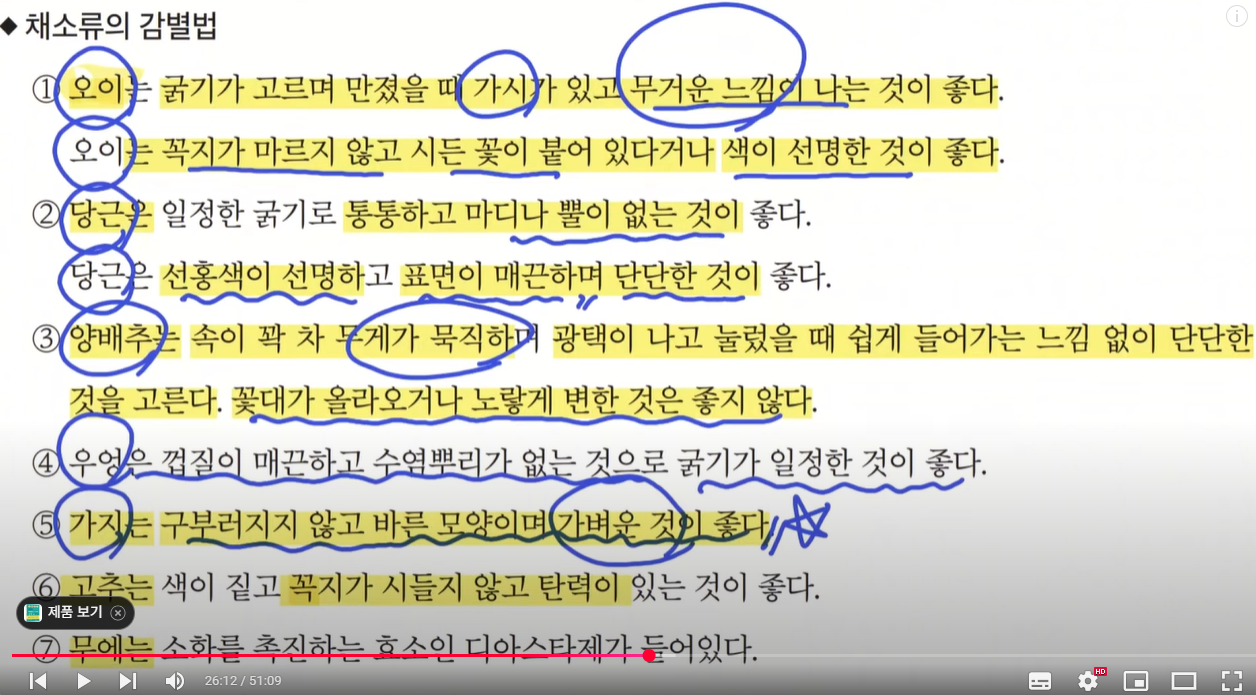 ◆ 채소류의 감별법
① 오이는 굵기가 고르며 만졌을 때 가시가 있고 무거운 느낌이 나는 것이 좋다.
오이는 꼭지가 마르지 않고 시든 꽃이 붙어 있다거나 색이 선명한 것이 좋다.
② 당근은 일정한 굵기로 통통하고 마디나 뿔이 없는 것이 좋다.
당근은 선홍색이 선명하고 표면이 매끈하며 단단한 것이 좋다.
③ 양배추는 속이 꽉 차 무게가 묵직하며 광택이 나고 눌렀을 때 쉽게 들어가는 느낌 없이 단단한
것을 고른다. 꽃대가 올라오거나 노랗게 변한 것은 좋지 않다.
④ 우엉은 껍질이 매끈하고 수염뿌리가 없는 것으로 굵기가 일정한 것이 좋다.
⑤ 가지는 구부러지지 않고 바른 모양이며 가벼운 것이 좋다.
⑥ 고추는 색이 짙고 꼭지가 시들지 않고 탄력이 있는 것이 좋다.
제품 보기
⑦ 무에는 소화를 촉진하는 효소인 디아스타제가 들어있다.
26:12 / 51:09
HD